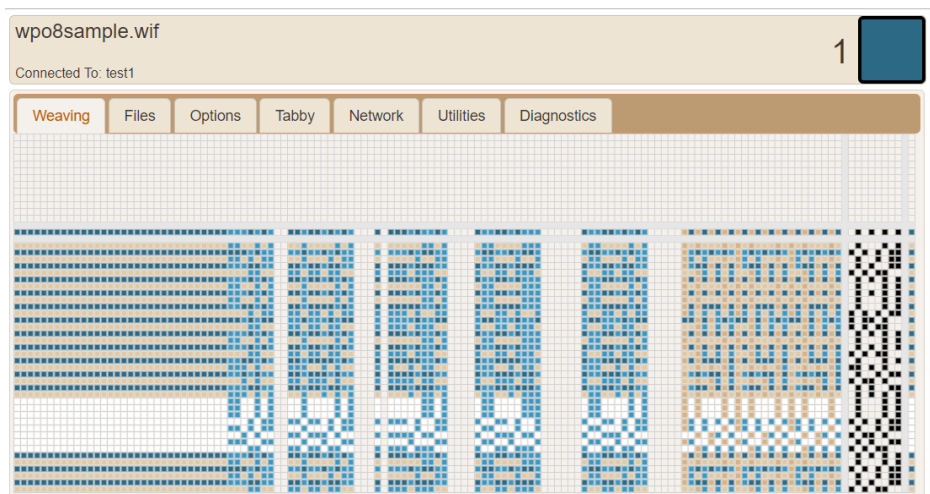 wpo8sample.wif
1
Connected To: test1
Weaving Files Options Tabby Network Utilities Diagnostics